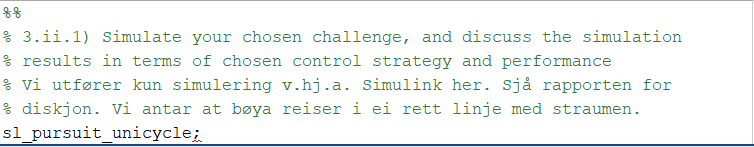 %%
% 3.ii.1) Simulate your chosen challenge, and discuss the simulation
% results in terms of chosen control strategy and performance
% Vi utfører kun simulering v.hj.a. Simulink her. Sjå rapporten for
% diskjon. Vi antar at bøya reiser i ei rett linje med straumen.
sl_pursuit_unicycle;